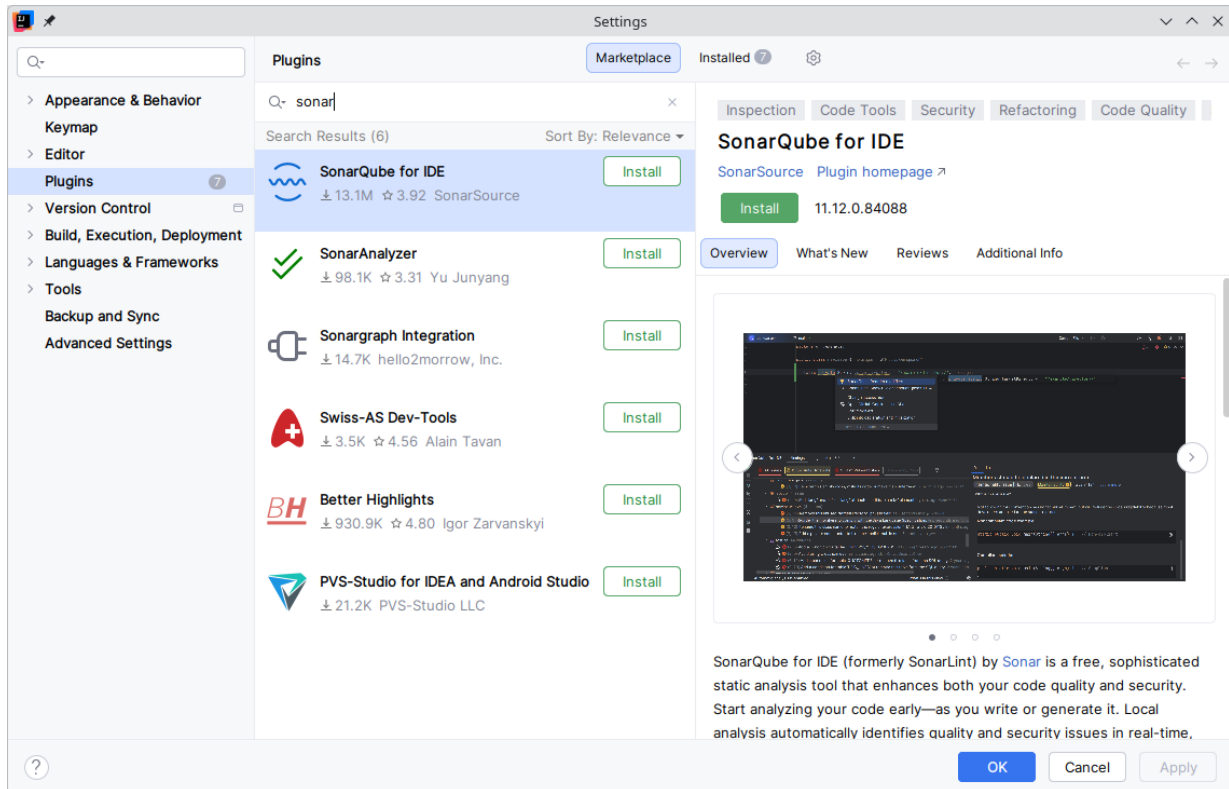 Settings
Plugins
Marketplace
Installed 7
Appearance & Behavior
Keymap
Editor
Plugins 7
Version Control
Build, Execution, Deployment
Languages & Frameworks
Tools
Backup and Sync
Advanced Settings
sonar
Search Results (6) Sort By: Relevance
SonarQube for IDE Install
13.1M 3.92 SonarSource
SonarAnalyzer Install
98.1K 3.31 Yu Junyang
Sonargraph Integration Install
14.7K hello2morrow, Inc.
Swiss-AS Dev-Tools Install
3.5K 4.56 Alain Tavan
BH
Better Highlights Install
930.9K 4.80 Igor Zarvanskyi
PVS-Studio for IDEA and Android Studio Install
21.2K PVS-Studio LLC
Inspection Code Tools Security Refactoring Code Quality
SonarQube for IDE
SonarSource Plugin homepage ↗
Install 11.12.0.84088
Overview What's New Reviews Additional Info
SonarQube for IDE (formerly SonarLint) by Sonar is a free, sophisticated
static analysis tool that enhances both your code quality and security.
Start analyzing your code early—as you write or generate it. Local
analysis automatically identifies quality and security issues in real-time,
?
OK Cancel Apply